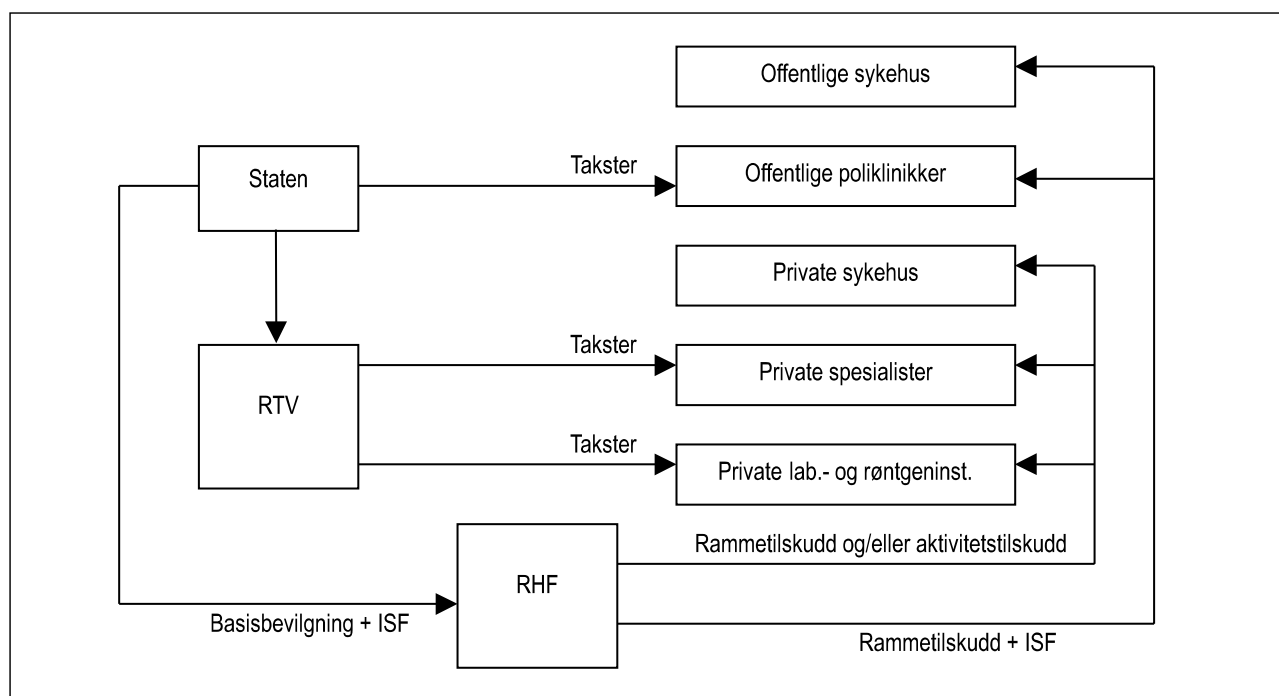 Offentlige sykehus
Staten
Takster
Offentlige poliklinikker
Private sykehus
RTV
Takster
Private spesialister
Takster
Private lab.- og røntgeninst.
RHF
Rammetilskudd og/eller aktivitetstilskudd
Basisbevilgning + ISF
Rammetilskudd + ISF